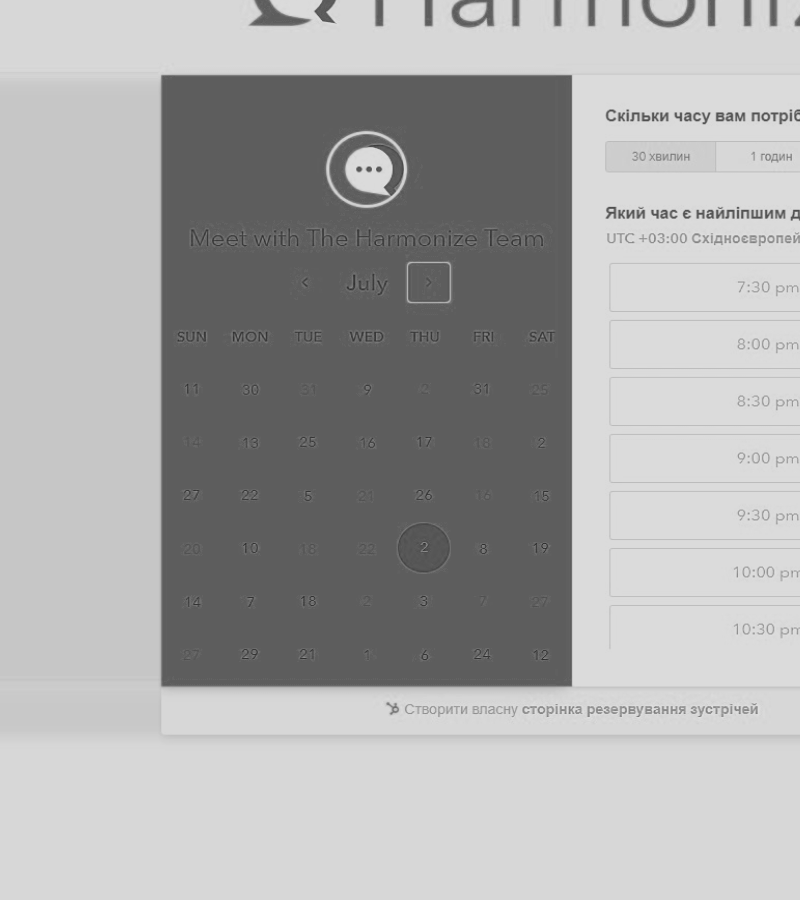 Harmoniz
Meet with The Harmonize Team
July
SUN MON TUE WED THU FRI SAT
11 30 31 9 2 31 25
14 13 25 16 17 18 2
27 22 5 21 26 16 15
20 10 18 22 2 8 19
14 7 18 2 3 7 27
27 29 21 1 6 24 12
Скільки часу вам потріб
30 хвилин 1 годин
Який час є найліпшим д
UTC +03:00 Східноєвропей
7:30 pm
8:00 pm
8:30 pm
9:00 pm
9:30 pm
10:00 pm
10:30 pm
Створити власну сторінка резервування зустрічей